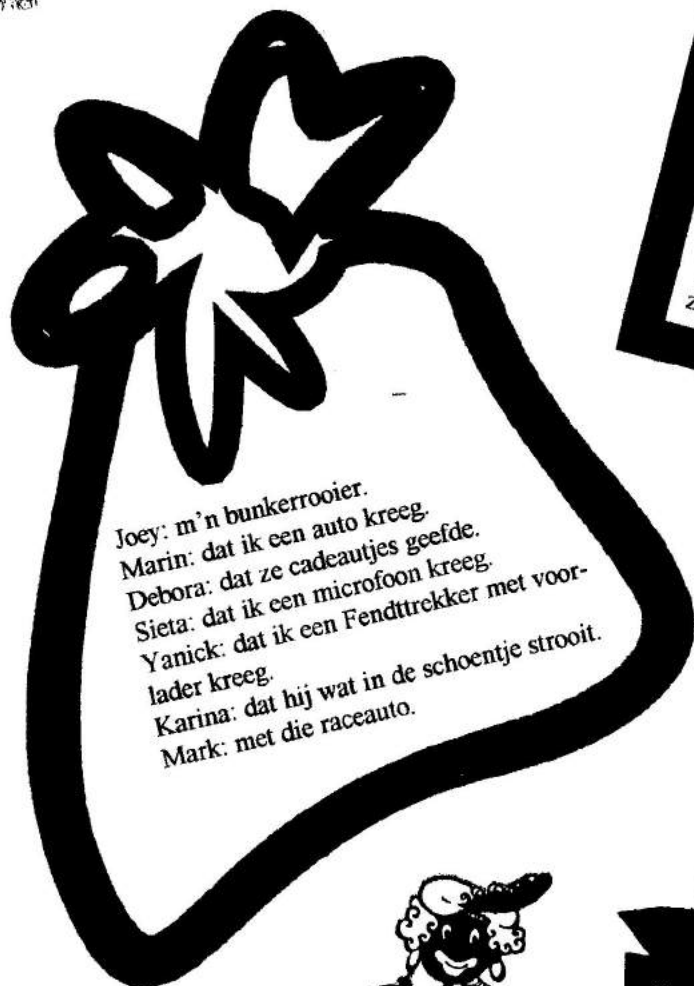 Joey: m'n bunkerrooier.
Marin: dat ik een auto kreeg.
Debora: dat ze cadeautjes geefde.
Sieta: dat ik een microfoon kreeg.
Yanick: dat ik een Fendttrekker met voor-
lader kreeg.
Karina: dat hij wat in de schoentje strooit.
Mark: met die raceauto.